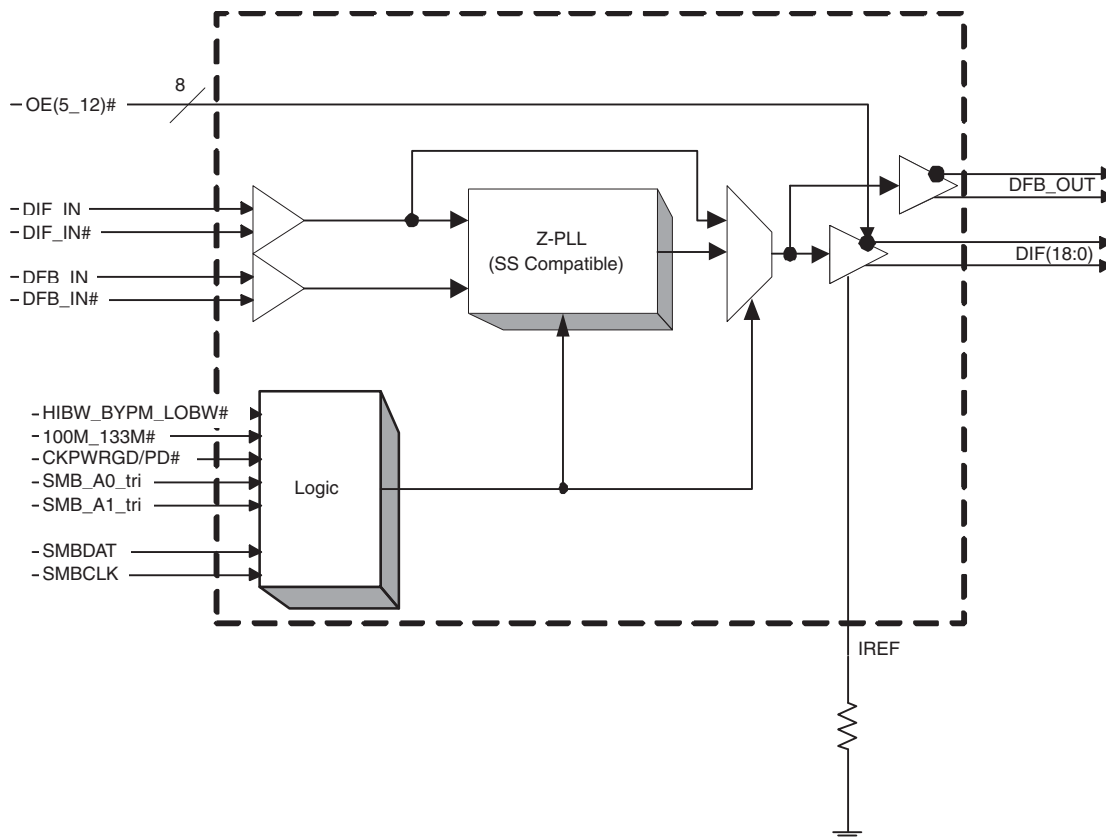 8
OE(5_12)#
DIF_IN
DIF_IN#
DFB_IN
DFB_IN#
Z-PLL
(SS Compatible)
DFB_OUT
DIF(18:0)
HIBW_BYPM_LOBW#
100M_133M#
CKPWRGD/PD#
SMB_A0_tri
SMB_A1_tri
SMBDAT
SMBCLK
Logic
IREF